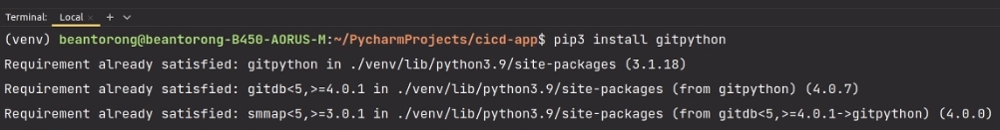 Terminal: Local × +
(venv) beantorong@beantorong-B450-AORUS-M:~/PycharmProjects/cicd-app$ pip3 install gitpython
Requirement already satisfied: gitpython in ./venv/lib/python3.9/site-packages (3.1.18)
Requirement already satisfied: gitdb<5,>=4.0.1 in ./venv/lib/python3.9/site-packages (from gitpython) (4.0.7)
Requirement already satisfied: smmap<5,>=3.0.1 in ./venv/lib/python3.9/site-packages (from gitdb<5,>=4.0.1->gitpython) (4.0.0)